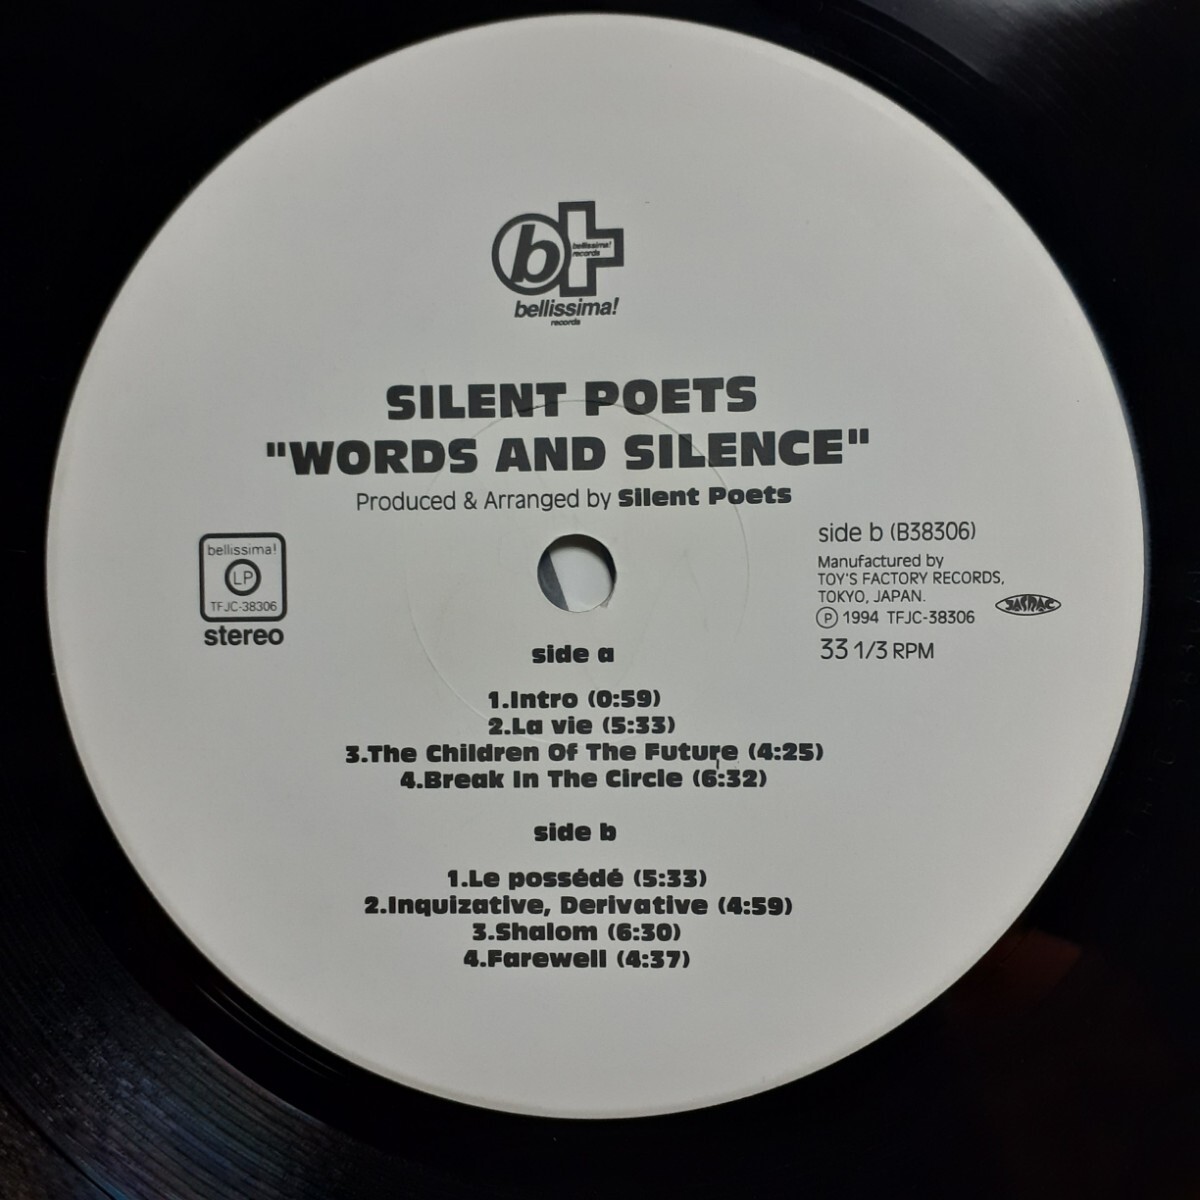 b
bellissima!
records
bellissima!
records
SILENT POETS
"WORDS AND SILENCE"
Produced & Arranged by Silent Poets
bellissima!
LP
TFJC-38306
stereo
side b (B38306)
Manufactured by
TOY'S FACTORY RECORDS,
TOKYO, JAPAN.
Ⓟ 1994 TFJC-38306
JASRAC
33 1/3 RPM
side a
1.Intro (0:59)
2.La vie (5:33)
3.The Children Of The Future (4:25)
4.Break In The Circle (6:32)
side b
1.Le possédé (5:33)
2.Inquizative, Derivative (4:59)
3.Shalom (6:30)
4.Farewell (4:37)